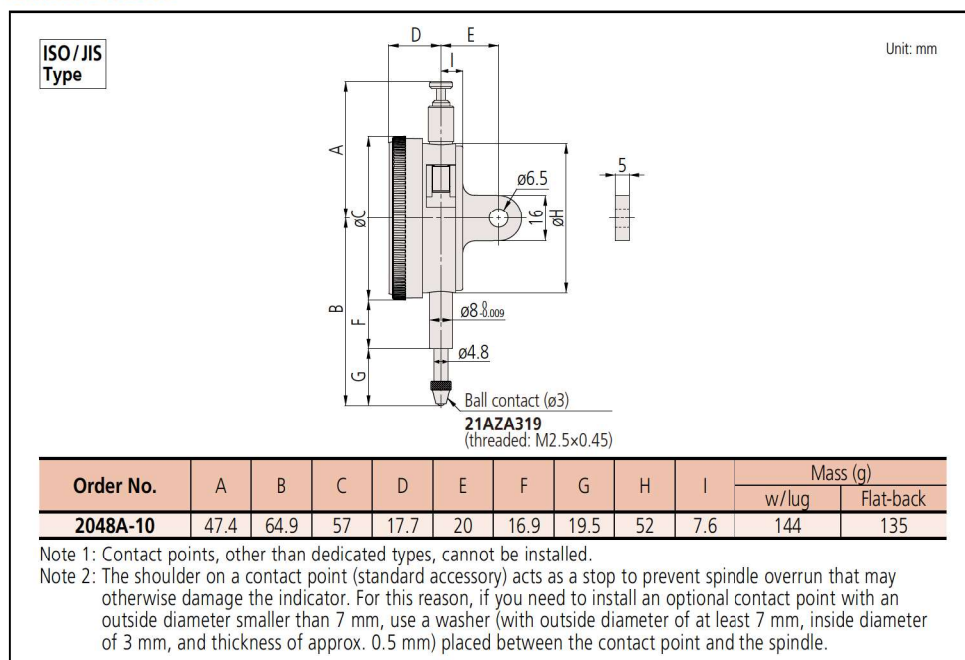 ISO/JIS
Type
Unit: mm
D
E
I
A
5
ø6.5
øC
16
øH
B
ø8 0 -0.009
F
ø4.8
G
Ball contact (ø3)
21AZA319
(threaded: M2.5×0.45)
Order No. A B C D E F G H I Mass (g)
w/lug Flat-back
2048A-10 47.4 64.9 57 17.7 20 16.9 19.5 52 7.6 144 135
Note 1: Contact points, other than dedicated types, cannot be installed.
Note 2: The shoulder on a contact point (standard accessory) acts as a stop to prevent spindle overrun that may
otherwise damage the indicator. For this reason, if you need to install an optional contact point with an
outside diameter smaller than 7 mm, use a washer (with outside diameter of at least 7 mm, inside diameter
of 3 mm, and thickness of approx. 0.5 mm) placed between the contact point and the spindle.